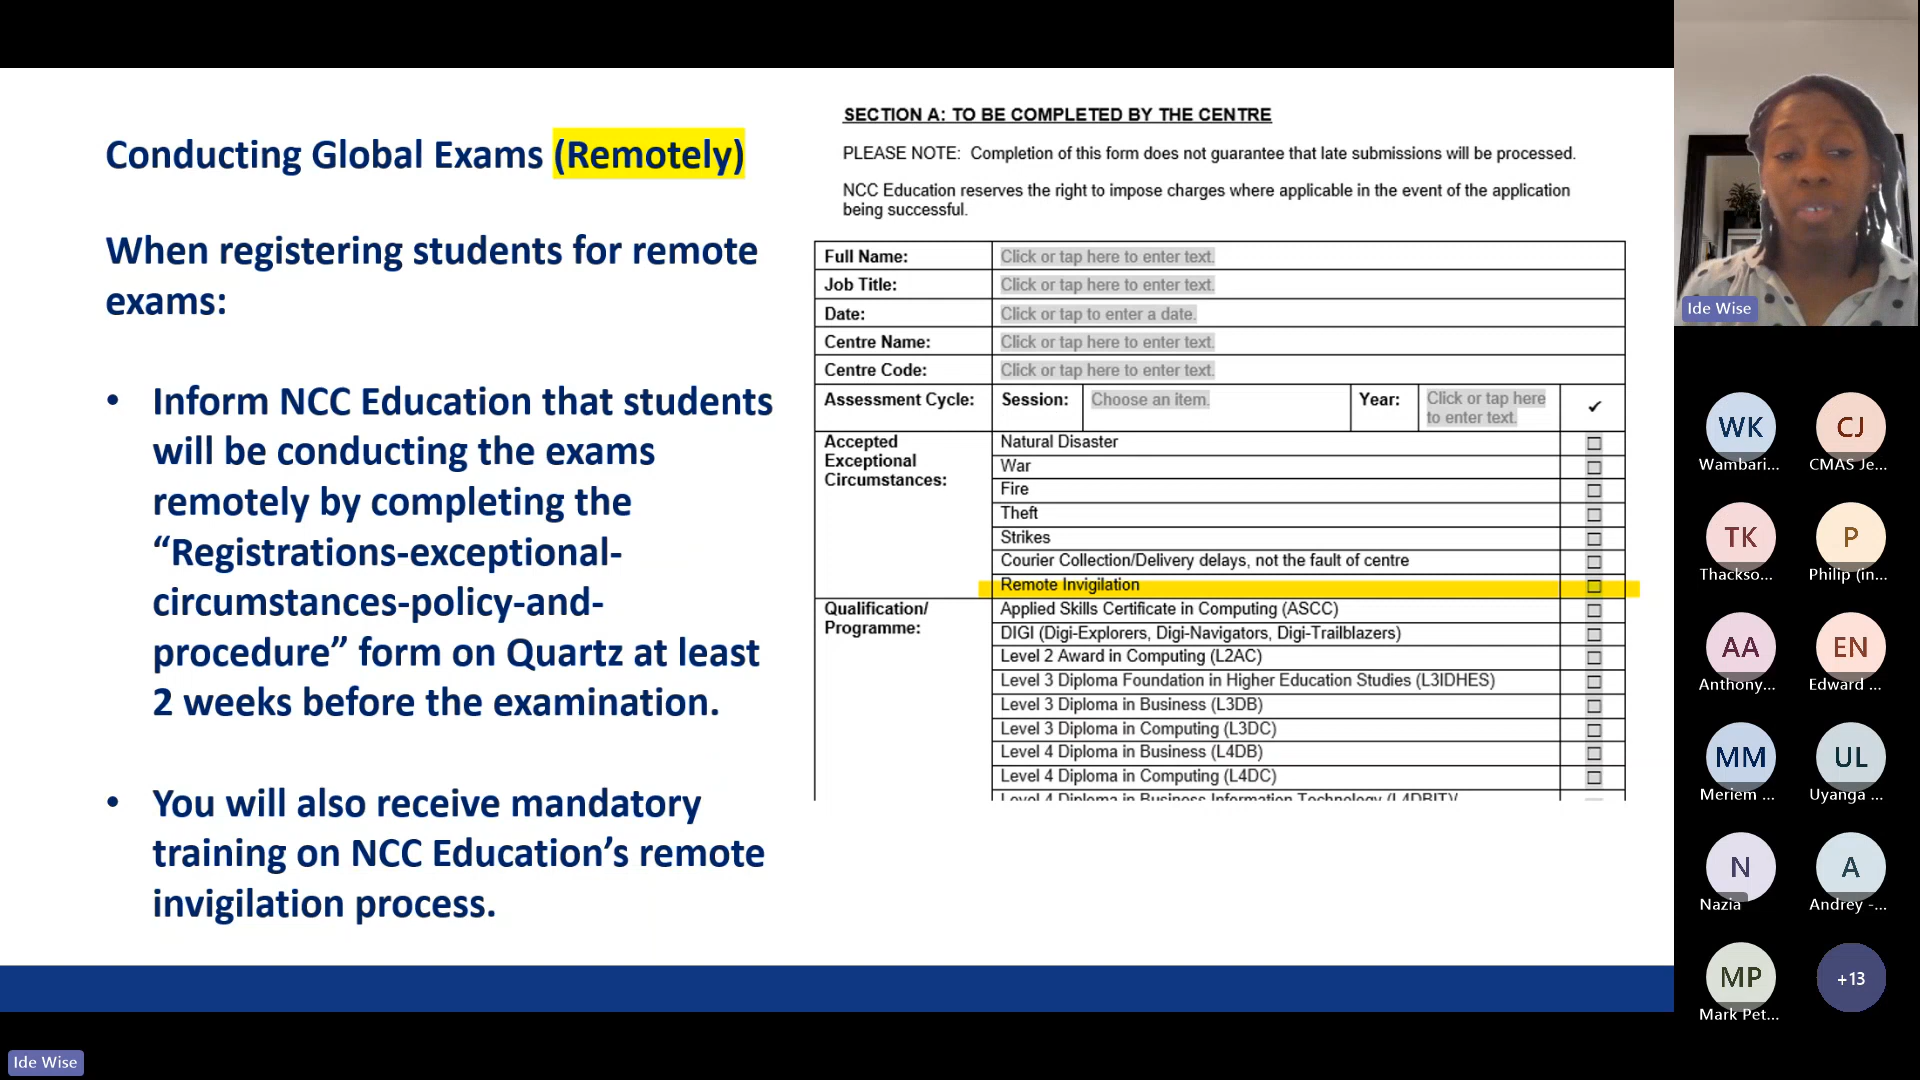 Conducting Global Exams (Remotely)
When registering students for remote
exams:
• Inform NCC Education that students
will be conducting the exams
remotely by completing the
“Registrations-exceptional-
circumstances-policy-and-
procedure” form on Quartz at least
2 weeks before the examination.
• You will also receive mandatory
training on NCC Education’s remote
invigilation process.
SECTION A: TO BE COMPLETED BY THE CENTRE
PLEASE NOTE: Completion of this form does not guarantee that late submissions will be processed.
NCC Education reserves the right to impose charges where applicable in the event of the application
being successful.
Full Name: Click or tap here to enter text.
Job Title: Click or tap here to enter text.
Date: Click or tap to enter a date.
Centre Name: Click or tap here to enter text.
Centre Code: Click or tap here to enter text.
Assessment Cycle: Session: Choose an item. Year: Click or tap here
to enter text. ✓
Accepted
Exceptional
Circumstances:
Natural Disaster ☐
War ☐
Fire ☐
Theft ☐
Strikes ☐
Courier Collection/Delivery delays, not the fault of centre ☐
Remote Invigilation ☐
Qualification/
Programme:
Applied Skills Certificate in Computing (ASCC) ☐
DIGI (Digi-Explorers, Digi-Navigators, Digi-Trailblazers) ☐
Level 2 Award in Computing (L2AC) ☐
Level 3 Diploma Foundation in Higher Education Studies (L3IDHES) ☐
Level 3 Diploma in Business (L3DB) ☐
Level 3 Diploma in Computing (L3DC) ☐
Level 4 Diploma in Business (L4DB) ☐
Level 4 Diploma in Computing (L4DC) ☐
Level 4 Diploma in Business Information Technology (L4DBIT)/
Ide Wise
WK CJ
Wambari... CMAS Je...
TK P
Thackso... Philip (in...
AA EN
Anthony... Edward ...
MM UL
Meriem ... Uyanga ...
N A
Nazia Andrey -...
MP +13
Mark Pet...
Ide Wise